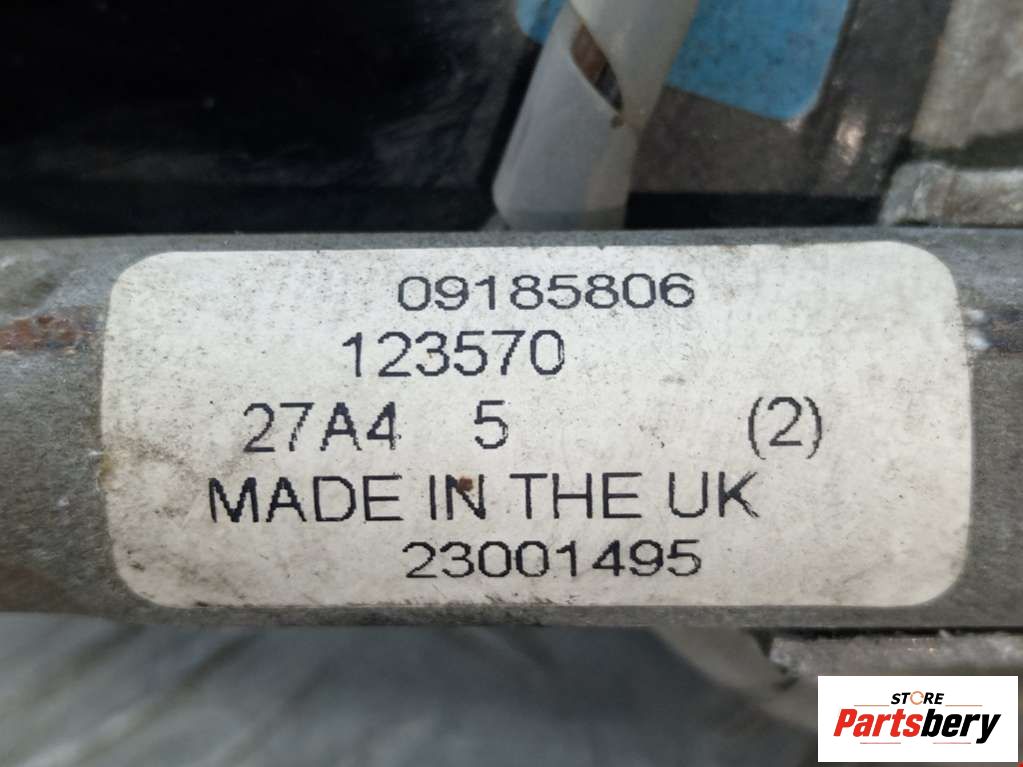 09185806
123570
27A4 5 (2)
MADE IN THE UK
23001495
STORE
Partsbery